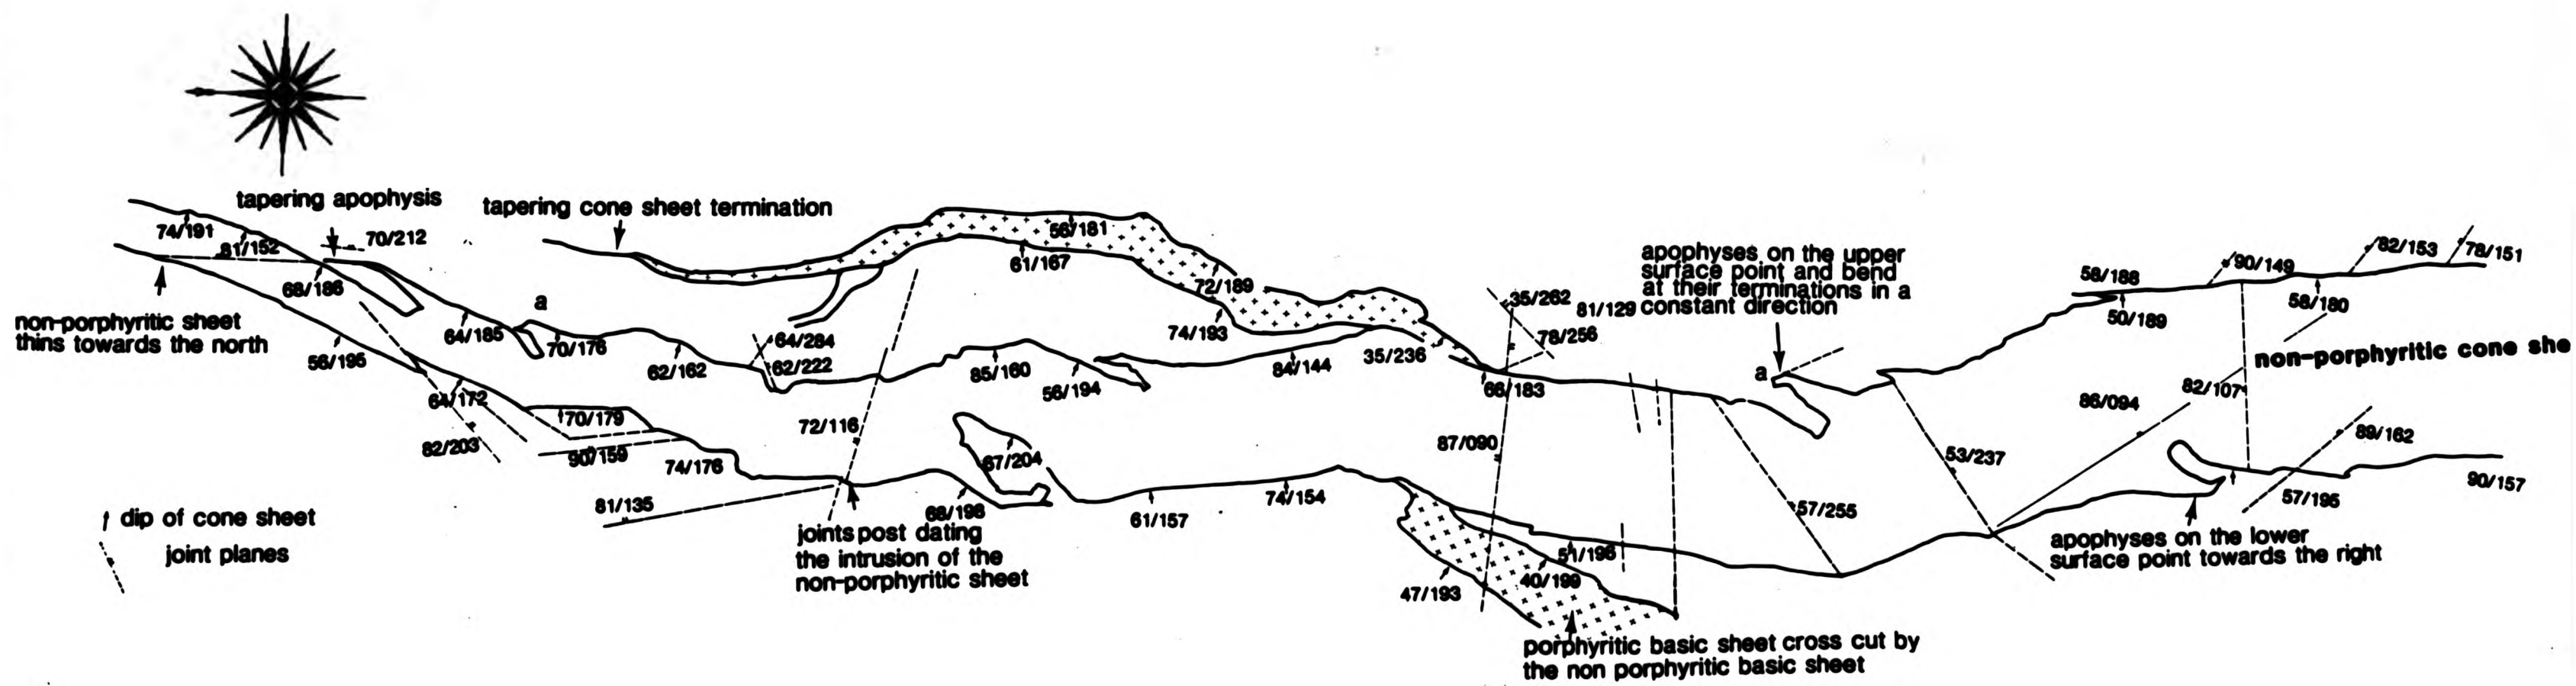 tapering apophysis
tapering cone sheet termination
74/191
81/152
70/212
68/186
a
64/185
70/176
non-porphyritic sheet
thins towards the north
56/195
62/162
64/284
62/222
64/172
70/179
82/203
90/159
74/176
81/135
72/116
56/181
61/167
72/189
74/193
85/160
56/194
84/144
35/236
67/204
68/198
61/157
74/154
joints post dating
the intrusion of the
non-porphyritic sheet
dip of cone sheet
joint planes
35/262
81/129
78/256
66/183
87/090
apophyses on the upper
surface point and bend
at their terminations in a
constant direction
a
51/196
40/199
47/193
57/255
53/237
porphyritic basic sheet cross cut by
the non porphyritic basic sheet
58/188
90/149
82/153
78/151
50/189
58/180
non-porphyritic cone she
82/107
86/094
89/162
57/195
90/157
apophyses on the lower
surface point towards the right